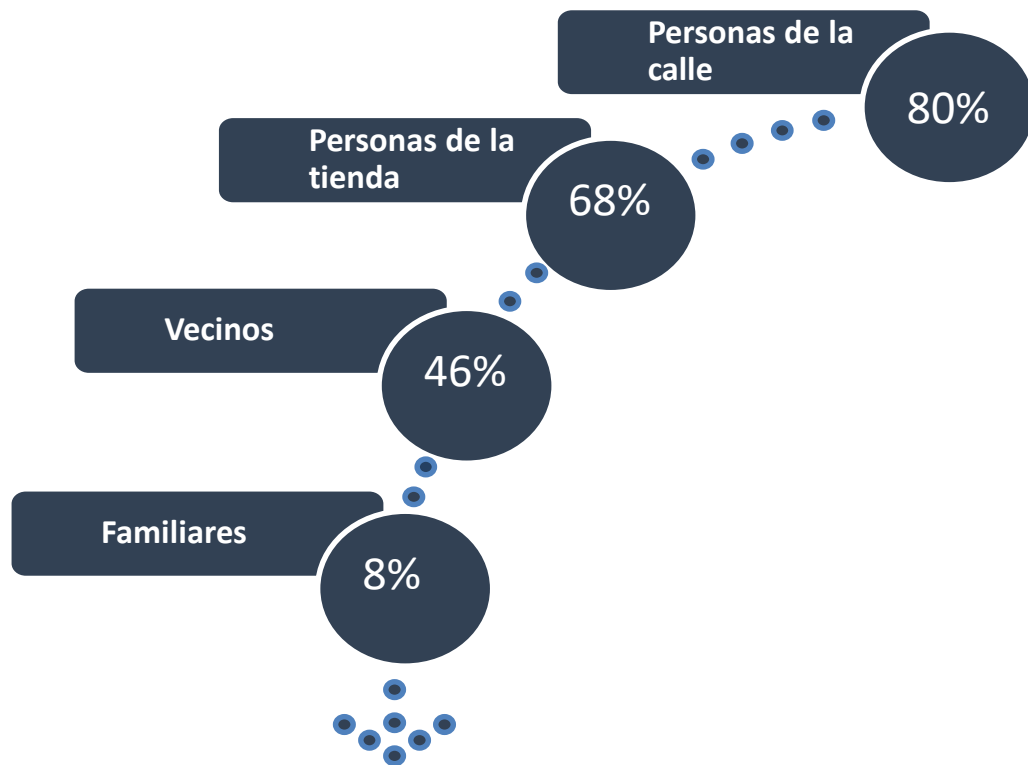 Personas de la
calle
80%
Personas de la
tienda
68%
Vecinos
46%
Familiares
8%